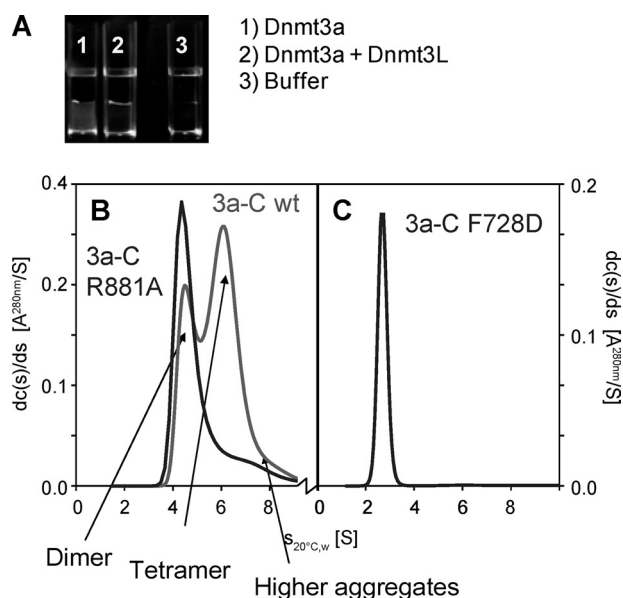 A
1 2 3
1) Dnmt3a
2) Dnmt3a + Dnmt3L
3) Buffer
0.4
0.2
0.1
0.0
dc(s)/ds [A280nm/S]
B
3a-C wt
3a-C
R881A
C
3a-C F728D
0.2
0.1
0.0
dc(s)/ds [A280nm/S]
0 2 4 6 8 0 2 4 6 8
s20°C,w [S]
Dimer
Tetramer
Higher aggregates